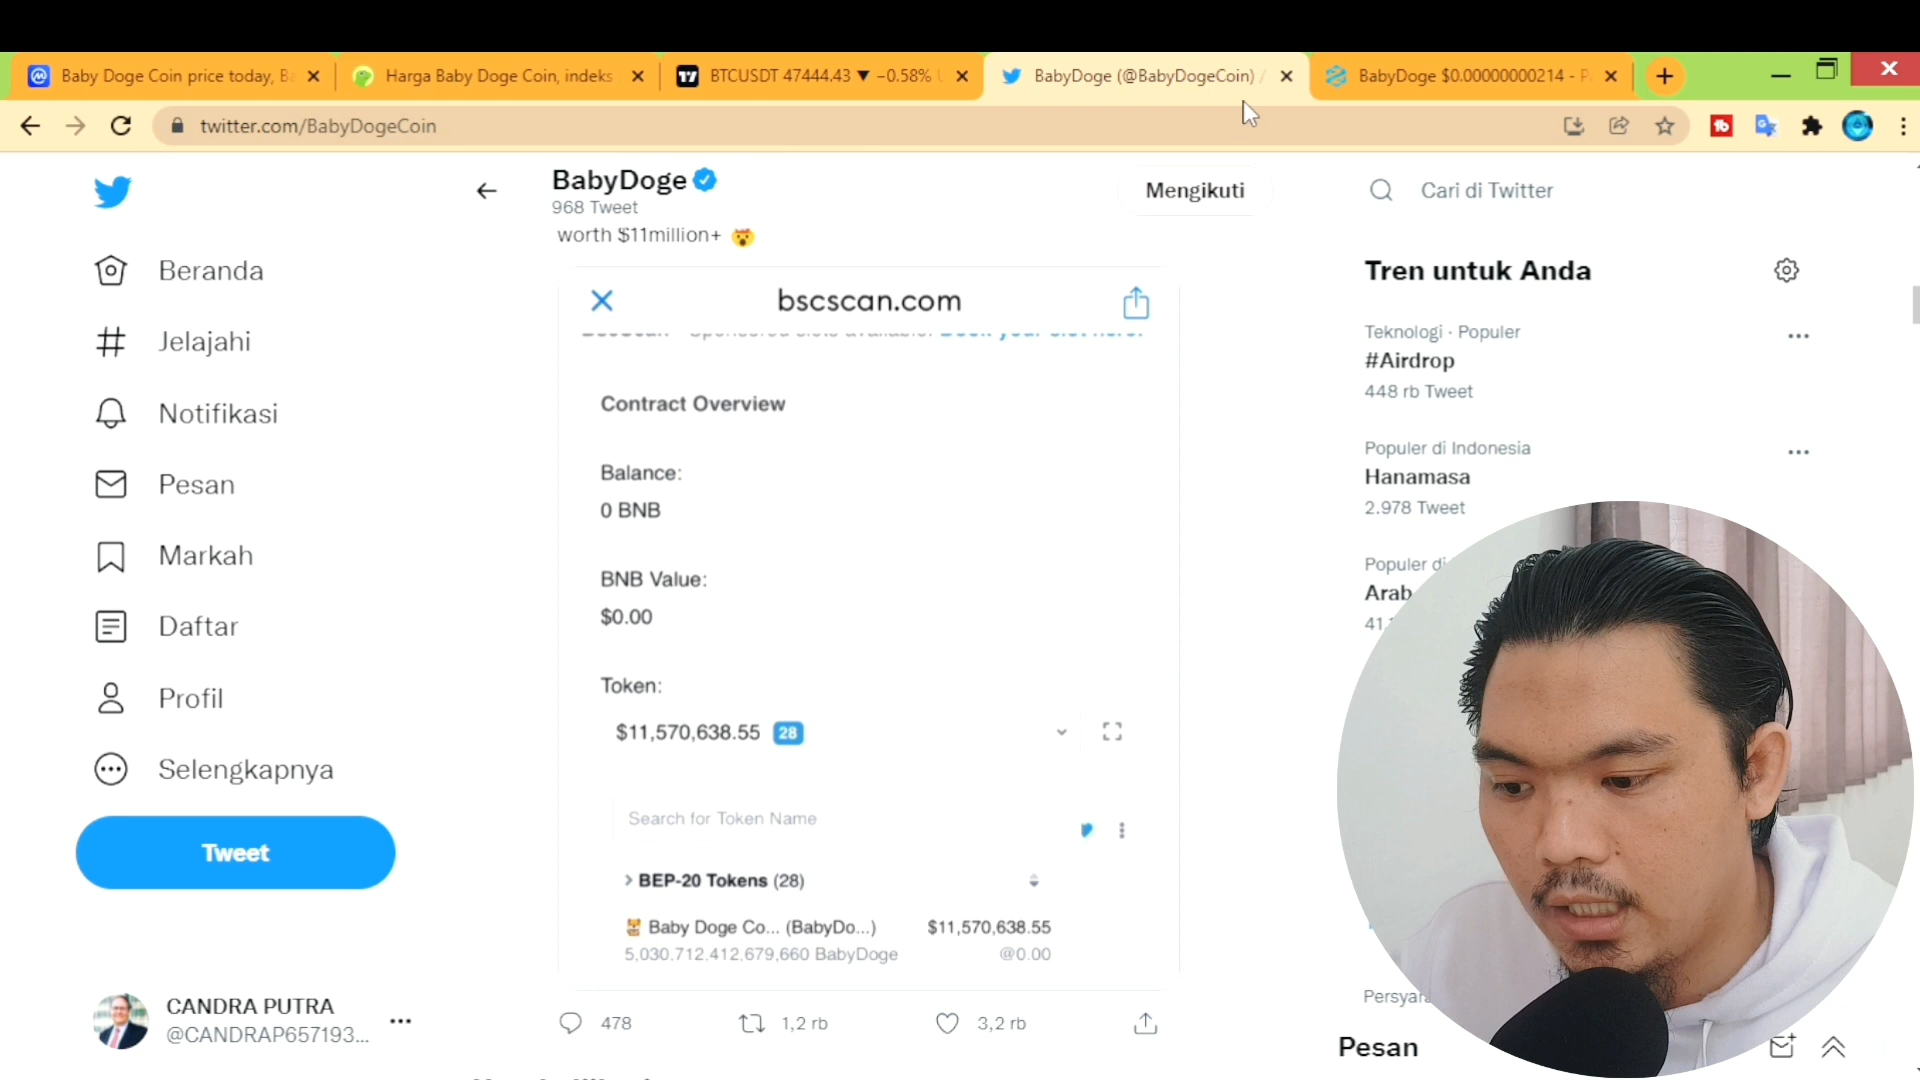 Baby Doge Coin price today, Ba
Harga Baby Doge Coin, indeks
BTCUSDT 47444.43 ▼ −0.58%
BabyDoge (@BabyDogeCoin) /
BabyDoge $0.00000000214 - P
twitter.com/BabyDogeCoin
BabyDoge
968 Tweet
worth $11million+ 🤯
Mengikuti
Cari di Twitter
Beranda
Jelajahi
Notifikasi
Pesan
Markah
Daftar
Profil
Selengkapnya
Tweet
CANDRA PUTRA
@CANDRAP657193...
bscscan.com
Contract Overview
Balance:
0 BNB
BNB Value:
$0.00
Token:
$11,570,638.55 28
Search for Token Name
BEP-20 Tokens (28)
Baby Doge Co... (BabyDo...) $11,570,638.55
5,030,712,412,679,660 BabyDoge @0.00
478 1,2 rb 3,2 rb
Tren untuk Anda
Teknologi · Populer
#Airdrop
448 rb Tweet
Populer di Indonesia
Hanamasa
2.978 Tweet
Populer di
Arab
Pesan